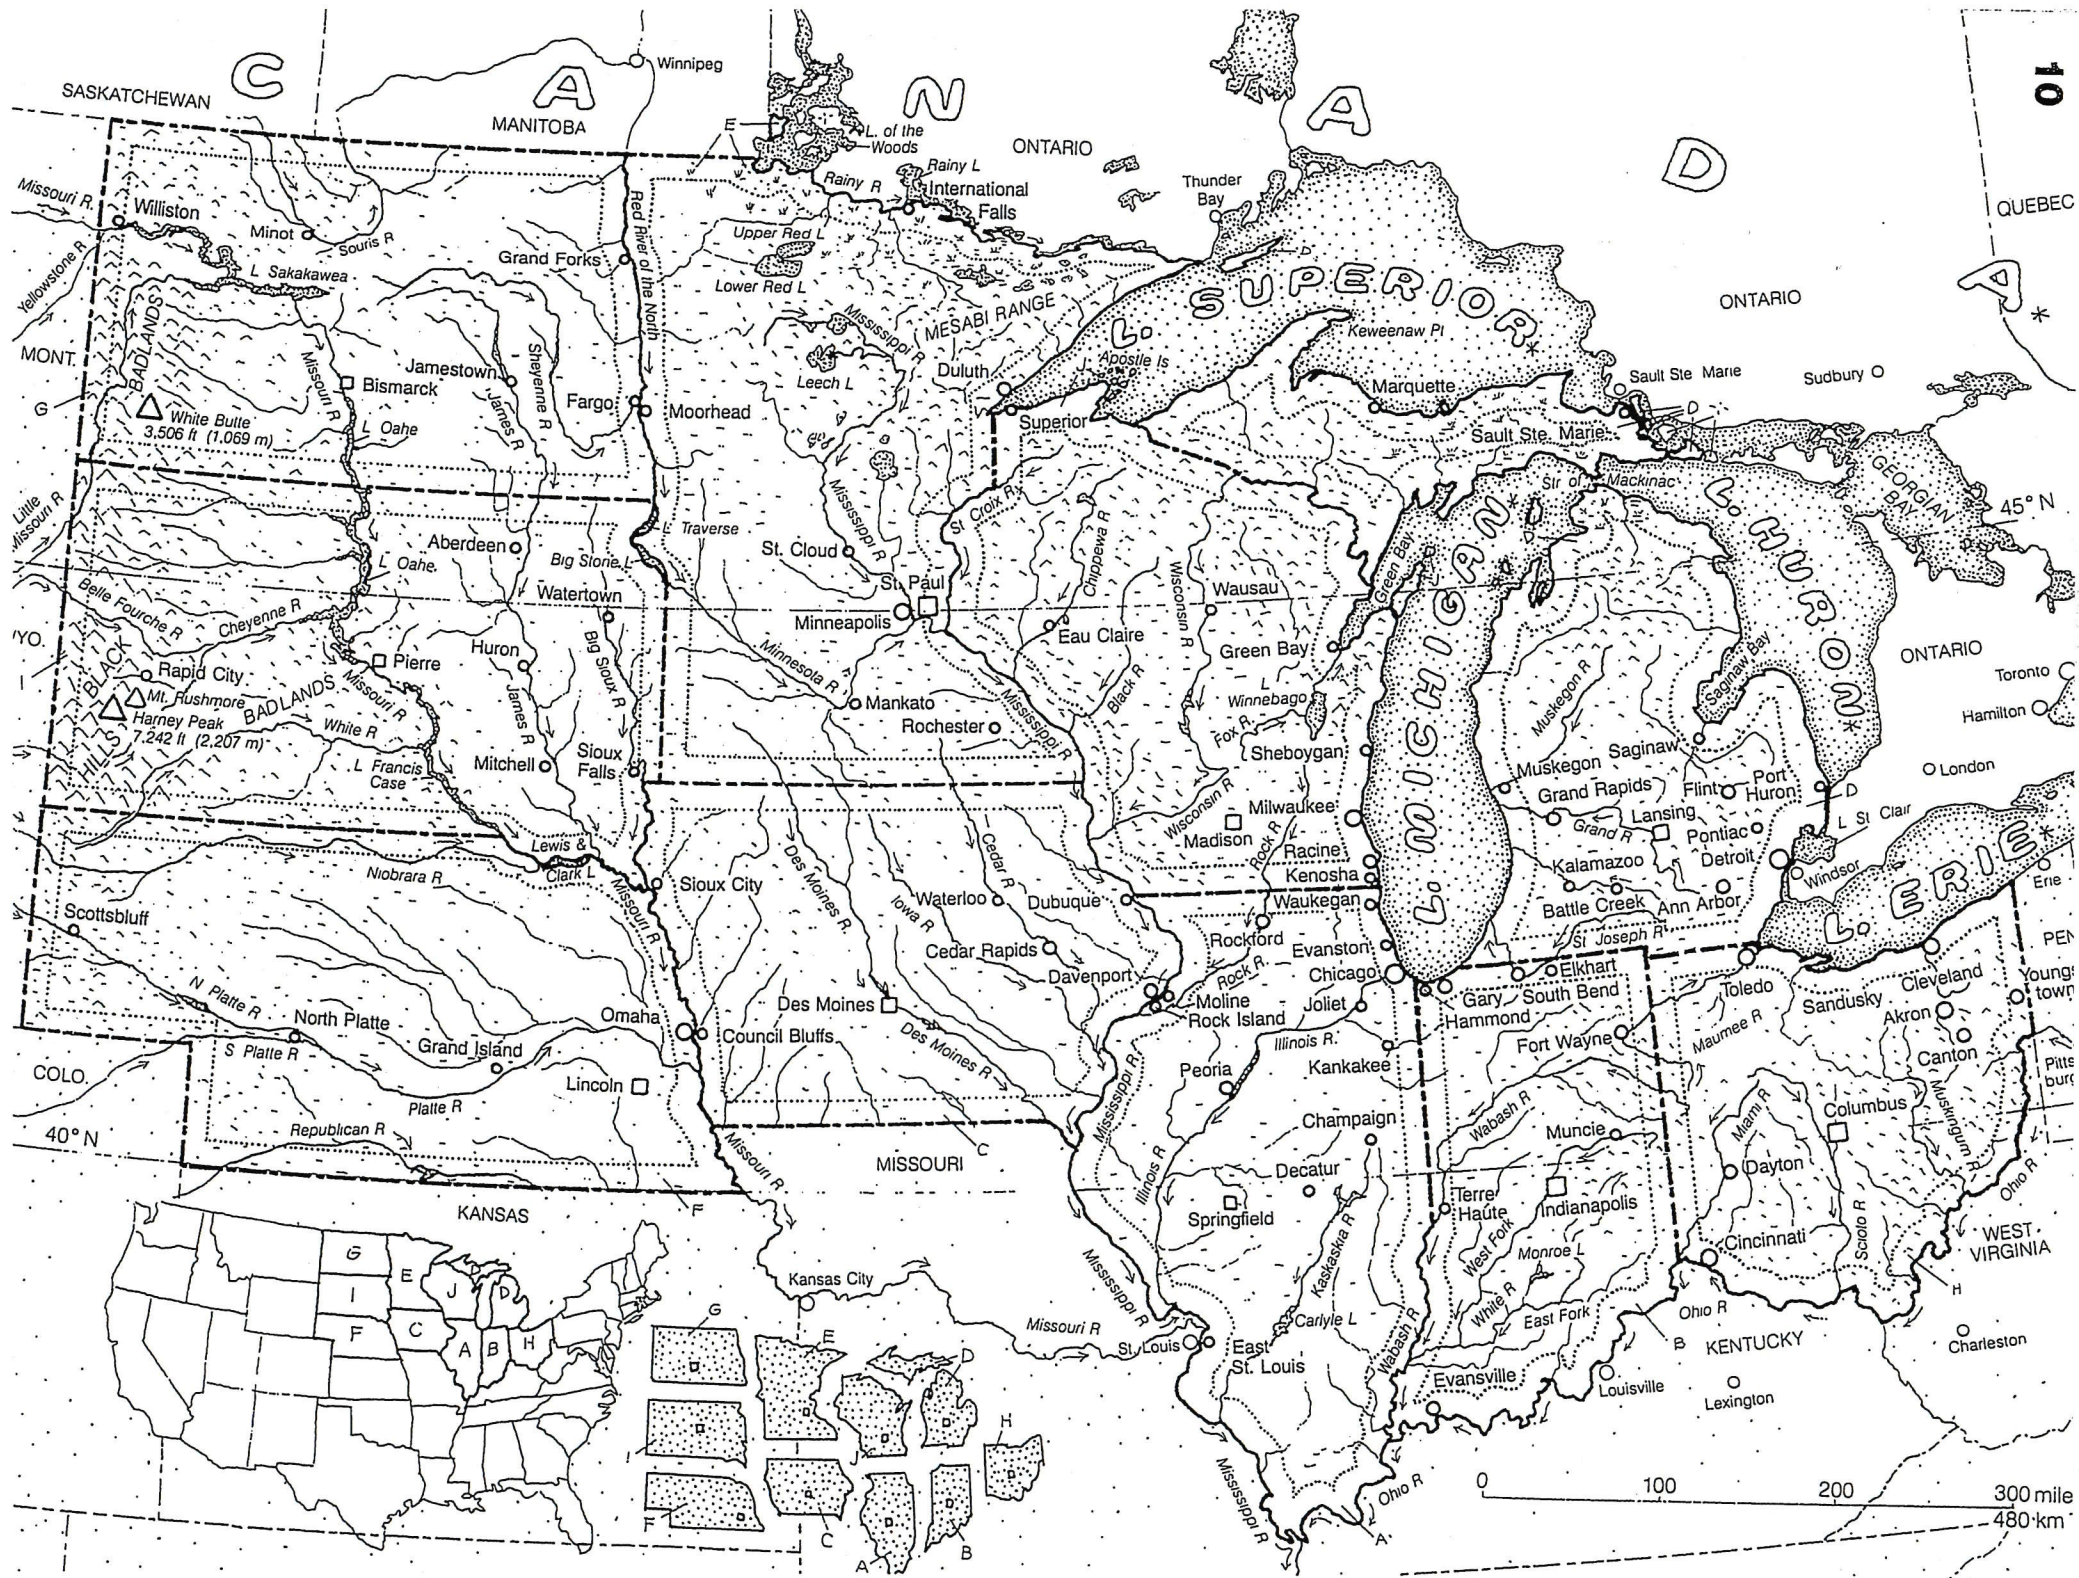 10
C A N A D A*
SASKATCHEWAN
MANITOBA
Winnipeg
ONTARIO
QUEBEC
L. of the
Woods
E
Rainy L
International
Falls
Rainy R
Thunder
Bay
Missouri R.
Williston
Minot
Souris R
Yellowstone R
L Sakakawea
Grand Forks
Red River of the North
Upper Red L
Lower Red L
MESABI RANGE
Mississippi R
Leech L
Duluth
Superior
Apostle Is
L. SUPERIOR*
D
Keweenaw Pt
Marquette
Sault Ste Marie
Sault Ste. Marie
D
Sudbury
ONTARIO
MONT.
BADLANDS
G
White Butte
3,506 ft (1,069 m)
Missouri R
Bismarck
L Oahe
Jamestown
James R
Sheyenne R
Fargo
Moorhead
Little
Missouri R
Aberdeen
L Oahe
Big Stone L
L Traverse
Watertown
Mississippi R
St. Cloud
St Croix R
St. Paul
Minneapolis
Chippewa R
Wisconsin R
Wausau
Eau Claire
Green Bay
Green Bay
L. MICHIGAN*
Str of Mackinac
L. HURON*
GEORGIAN
BAY
45° N
ONTARIO
Toronto
Hamilton
London
Belle Fourche R
Cheyenne R
BLACK
HILLS
Rapid City
Mt. Rushmore
Harney Peak
7,242 ft (2,207 m)
BADLANDS
White R
Pierre
Missouri R
Huron
James R
Big Sioux R
Mitchell
Sioux
Falls
L Francis
Case
I
Minnesota R
Mankato
Rochester
Mississippi R
Black R
L
Winnebago
Fox R
Sheboygan
Wisconsin R
Madison
Milwaukee
Rock R
Racine
Kenosha
Muskegon R
Saginaw Bay
Saginaw
Muskegon
Grand Rapids
Flint
Port
Huron
D
Lansing
Grand R
Pontiac
L St Clair
Kalamazoo
Detroit
Windsor
Battle Creek
Ann Arbor
St Joseph R
L. ERIE*
Erie
Lewis &
Clark L
Niobrara R
Missouri R
Sioux City
Scottsbluff
Des Moines R
Iowa R
Cedar R
Waterloo
Dubuque
Cedar Rapids
Davenport
Moline
Rock Island
Rock R
Rockford
Waukegan
Evanston
Chicago
Joliet
Gary
Hammond
South Bend
Elkhart
Toledo
Sandusky
Cleveland
Youngs
town
Akron
Canton
N Platte R
North Platte
S Platte R
Grand Island
Platte R
Omaha
Council Bluffs
Lincoln
Des Moines
Des Moines R
COLO.
40° N
Republican R
F
KANSAS
MISSOURI
C
Missouri R
Mississippi R
Illinois R.
Peoria
Kankakee
Fort Wayne
Maumee R
Wabash R
Champaign
Decatur
Muncie
Miami R
Columbus
Muskingum R
Dayton
Illinois R
Springfield
Kaskaskia R
Terre
Haute
Indianapolis
West Fork
Monroe L
White R
East Fork
Cincinnati
Scioto R
Ohio R
WEST
VIRGINIA
H
Mississippi R
Kansas City
Missouri R
St. Louis
East
St. Louis
Carlyle L
Wabash R
Evansville
Ohio R
B
KENTUCKY
Louisville
Lexington
Charleston
Mississippi R
Ohio R
A
G
I
F
E
C
J
A
B
D
H
G
E
D
I
J
H
F
C
A
B
0 100 200 300 mile
480 km